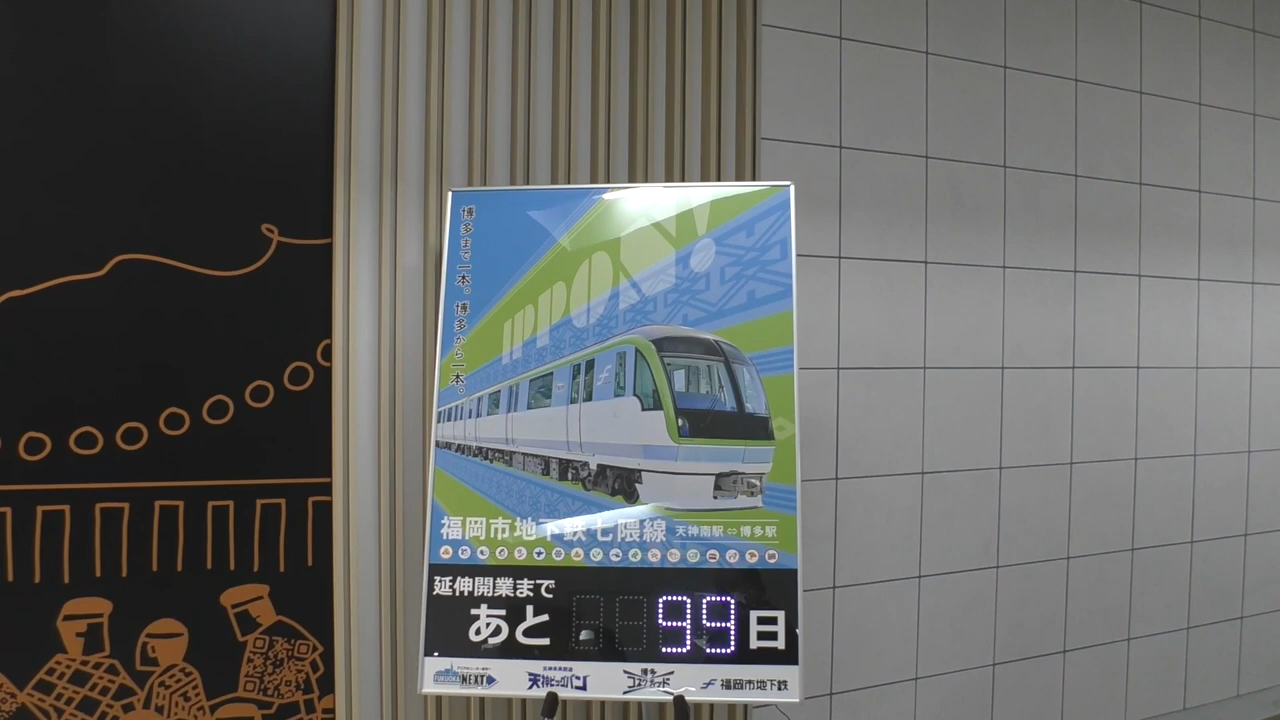 博多まで一本。博多から一本。
IPPON!
福岡市地下鉄七隈線 天神南駅⇔博多駅
延伸開業まで
あと 99日
FUKUOKA NEXT 天神ビッグバン 博多コネクティッド 福岡市地下鉄